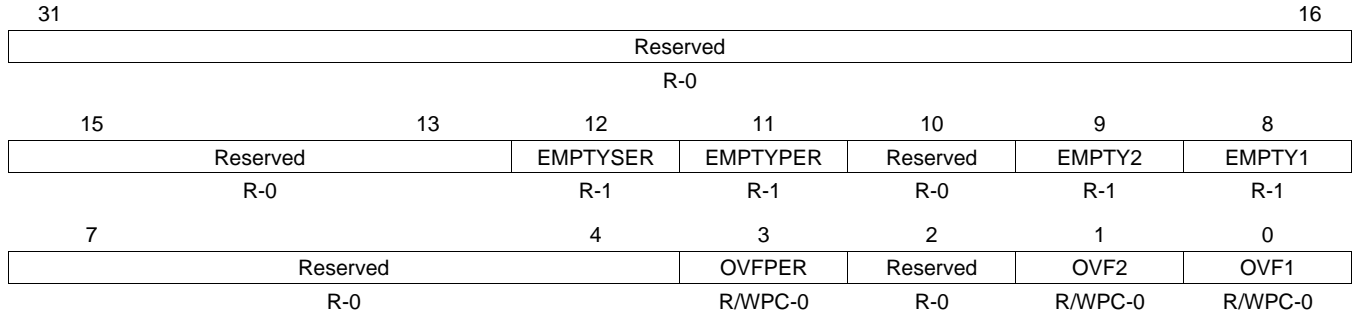 31 16
Reserved
R-0
15 13 12 11 10 9 8
Reserved EMPTYSER EMPTYPER Reserved EMPTY2 EMPTY1
R-0 R-1 R-1 R-0 R-1 R-1
7 4 3 2 1 0
Reserved OVFPER Reserved OVF2 OVF1
R-0 R/WPC-0 R-0 R/WPC-0 R/WPC-0